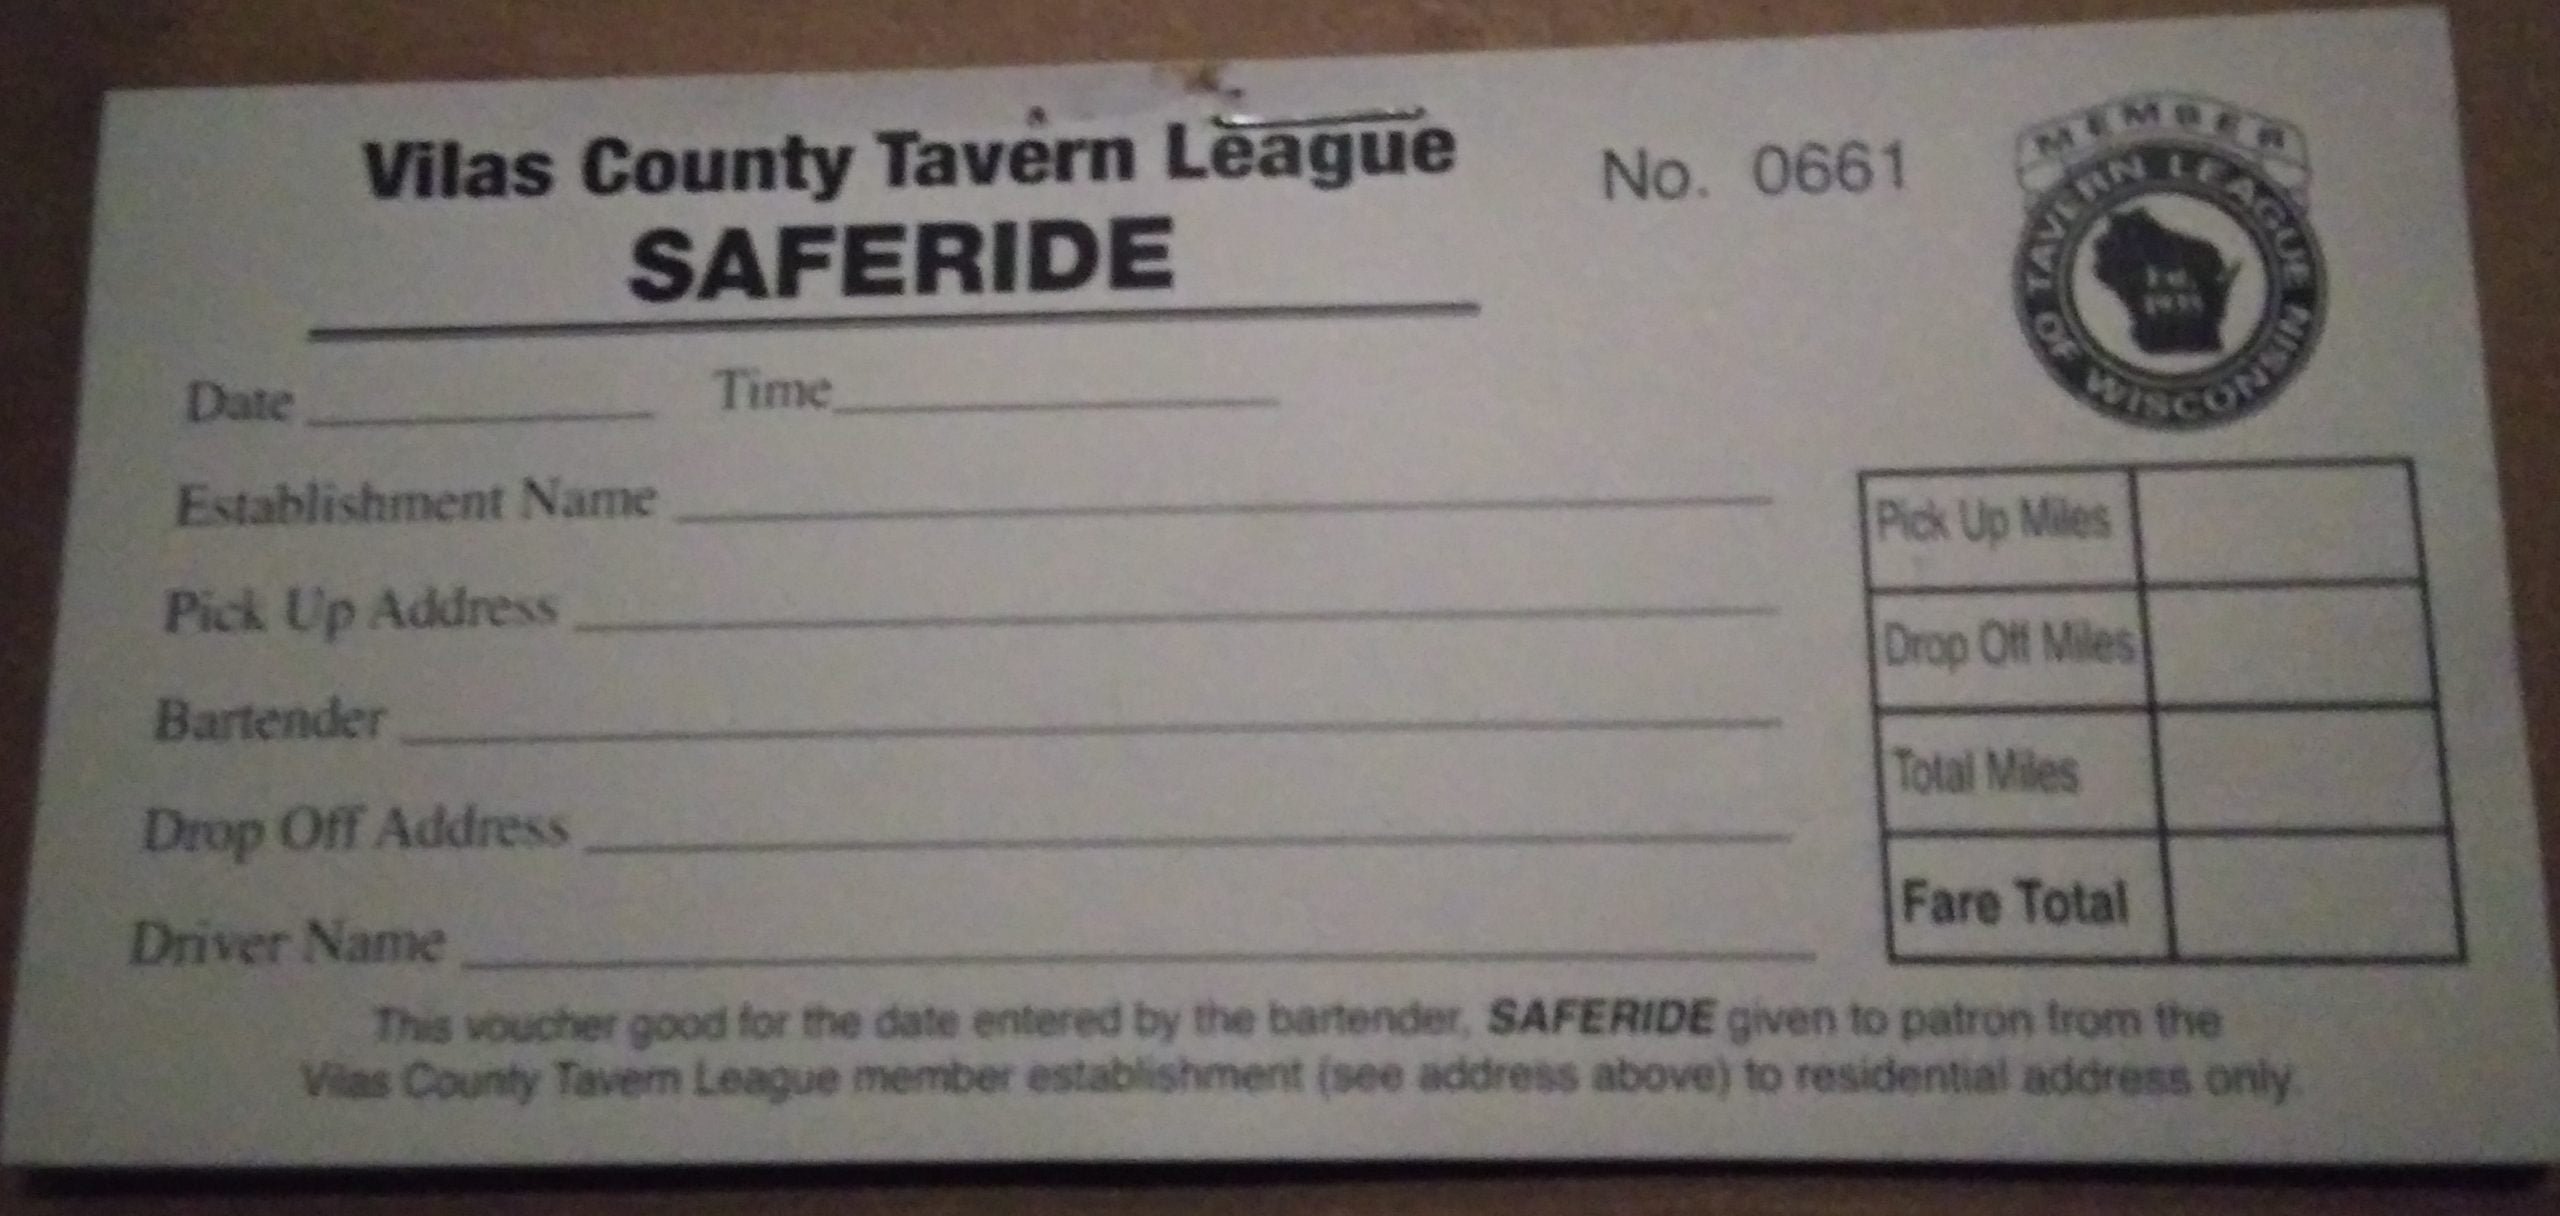 Vilas County Tavern League
SAFERIDE
No. 0661
MEMBER
TAVERN LEAGUE
OF WISCONSIN
Est.
Date Time
Establishment Name
Pick Up Address
Bartender
Drop Off Address
Driver Name
Pick Up Miles
Drop Off Miles
Total Miles
Fare Total
This voucher good for the date entered by the bartender, SAFERIDE given to patron from the
Vilas County Tavern League member establishment (see address above) to residential address only.